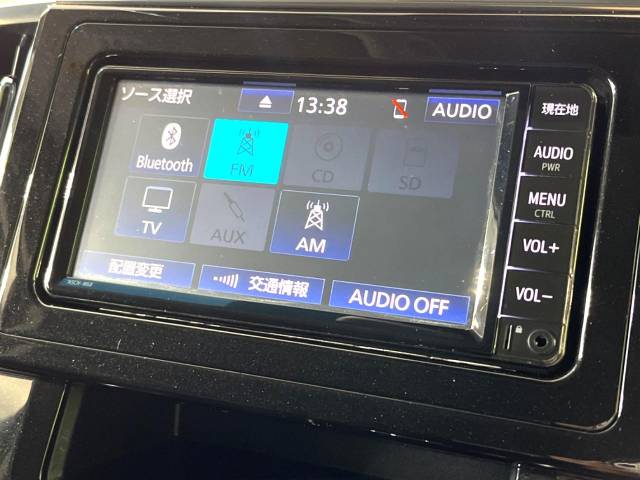 ソース選択 13:38 AUDIO
Bluetooth FM CD SD
TV AUX AM
配置変更 交通情報 AUDIO OFF
現在地
AUDIO
PWR
MENU
CTRL
VOL+
VOL−